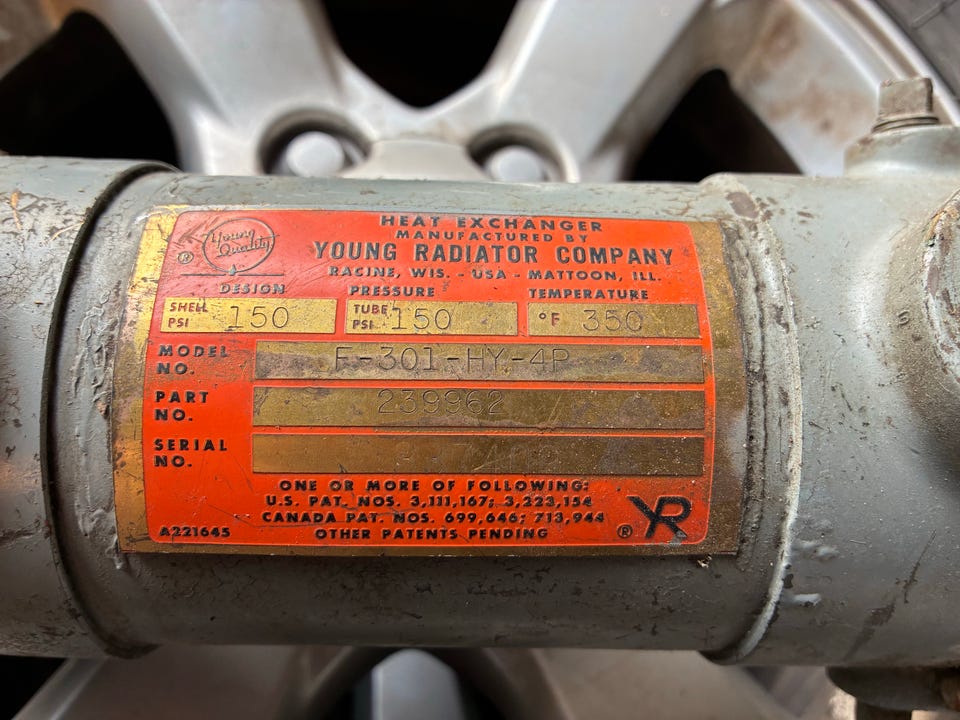 HEAT EXCHANGER
MANUFACTURED BY
YOUNG RADIATOR COMPANY
RACINE, WIS. - USA - MATTOON, ILL.
Young
Quality
®
DESIGN PRESSURE TEMPERATURE
SHELL PSI 150 TUBE PSI 150 °F 350
MODEL NO. F-301-HY-4P
PART NO. 239962
SERIAL NO.
ONE OR MORE OF FOLLOWING:
U.S. PAT. NOS. 3,111,167; 3,223,154
CANADA PAT. NOS. 699,646; 713,944
A221645 OTHER PATENTS PENDING ® YR